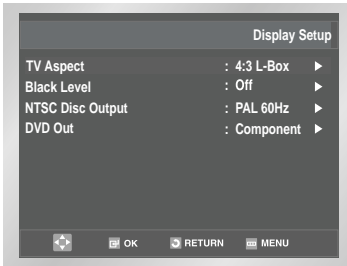 Display Setup
TV Aspect : 4:3 L-Box ►
Black Level : Off ►
NTSC Disc Output : PAL 60Hz ►
DVD Out : Component ►
OK RETURN MENU